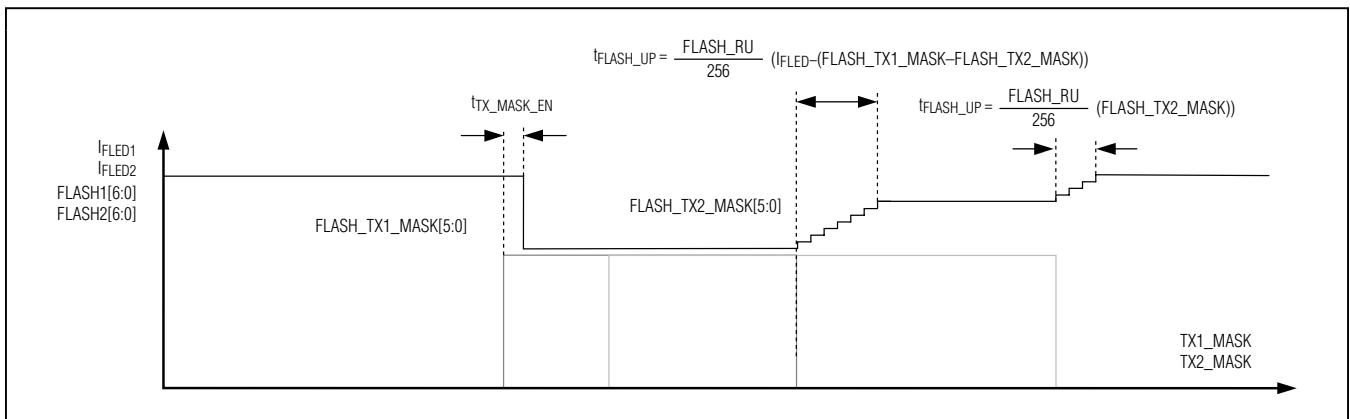 tFLASH_UP = FLASH_RU / 256 (IFLED–(FLASH_TX1_MASK–FLASH_TX2_MASK))
tTX_MASK_EN
tFLASH_UP = FLASH_RU / 256 (FLASH_TX2_MASK))
IFLED1
IFLED2
FLASH1[6:0]
FLASH2[6:0]
FLASH_TX1_MASK[5:0]
FLASH_TX2_MASK[5:0]
TX1_MASK
TX2_MASK